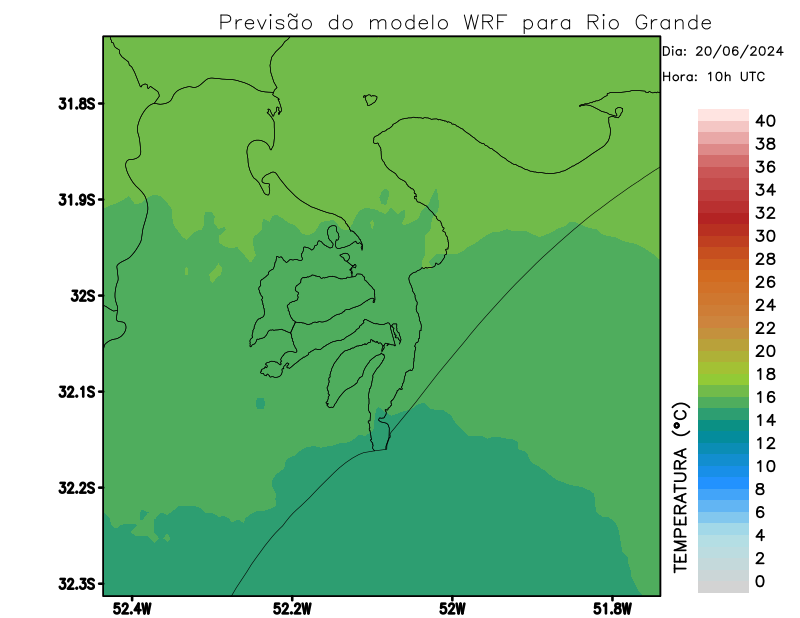 Previsão do modelo WRF para Rio Grande
Dia: 20/06/2024
Hora: 10h UTC
31.8S
31.9S
32S
32.1S
32.2S
32.3S
52.4W
52.2W
52W
51.8W
TEMPERATURA (°C)
40
38
36
34
32
30
28
26
24
22
20
18
16
14
12
10
8
6
4
2
0